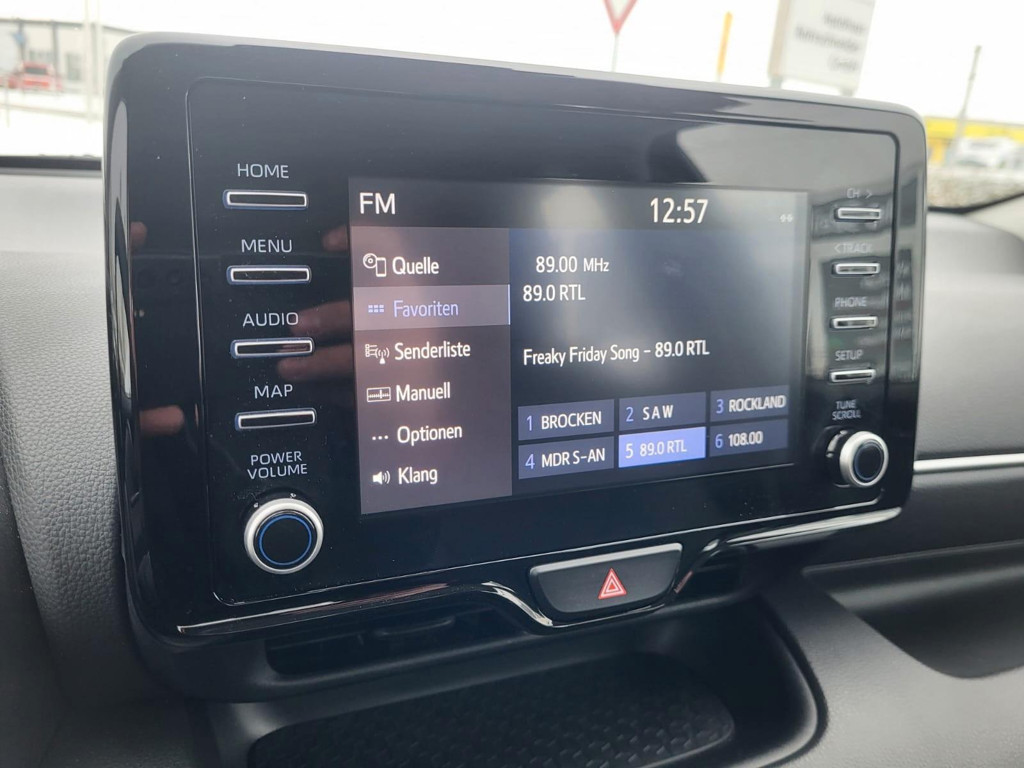 HOME
MENU
AUDIO
MAP
POWER
VOLUME
FM
12:57
Quelle
Favoriten
Senderliste
Manuell
Optionen
Klang
89.00 MHz
89.0 RTL
Freaky Friday Song - 89.0 RTL
1 BROCKEN
2 S A W
3 ROCKLAND
4 MDR S-AN
5 89.0 RTL
6 108.00
CH >
< TRACK
PHONE
SETUP
TUNE
SCROLL